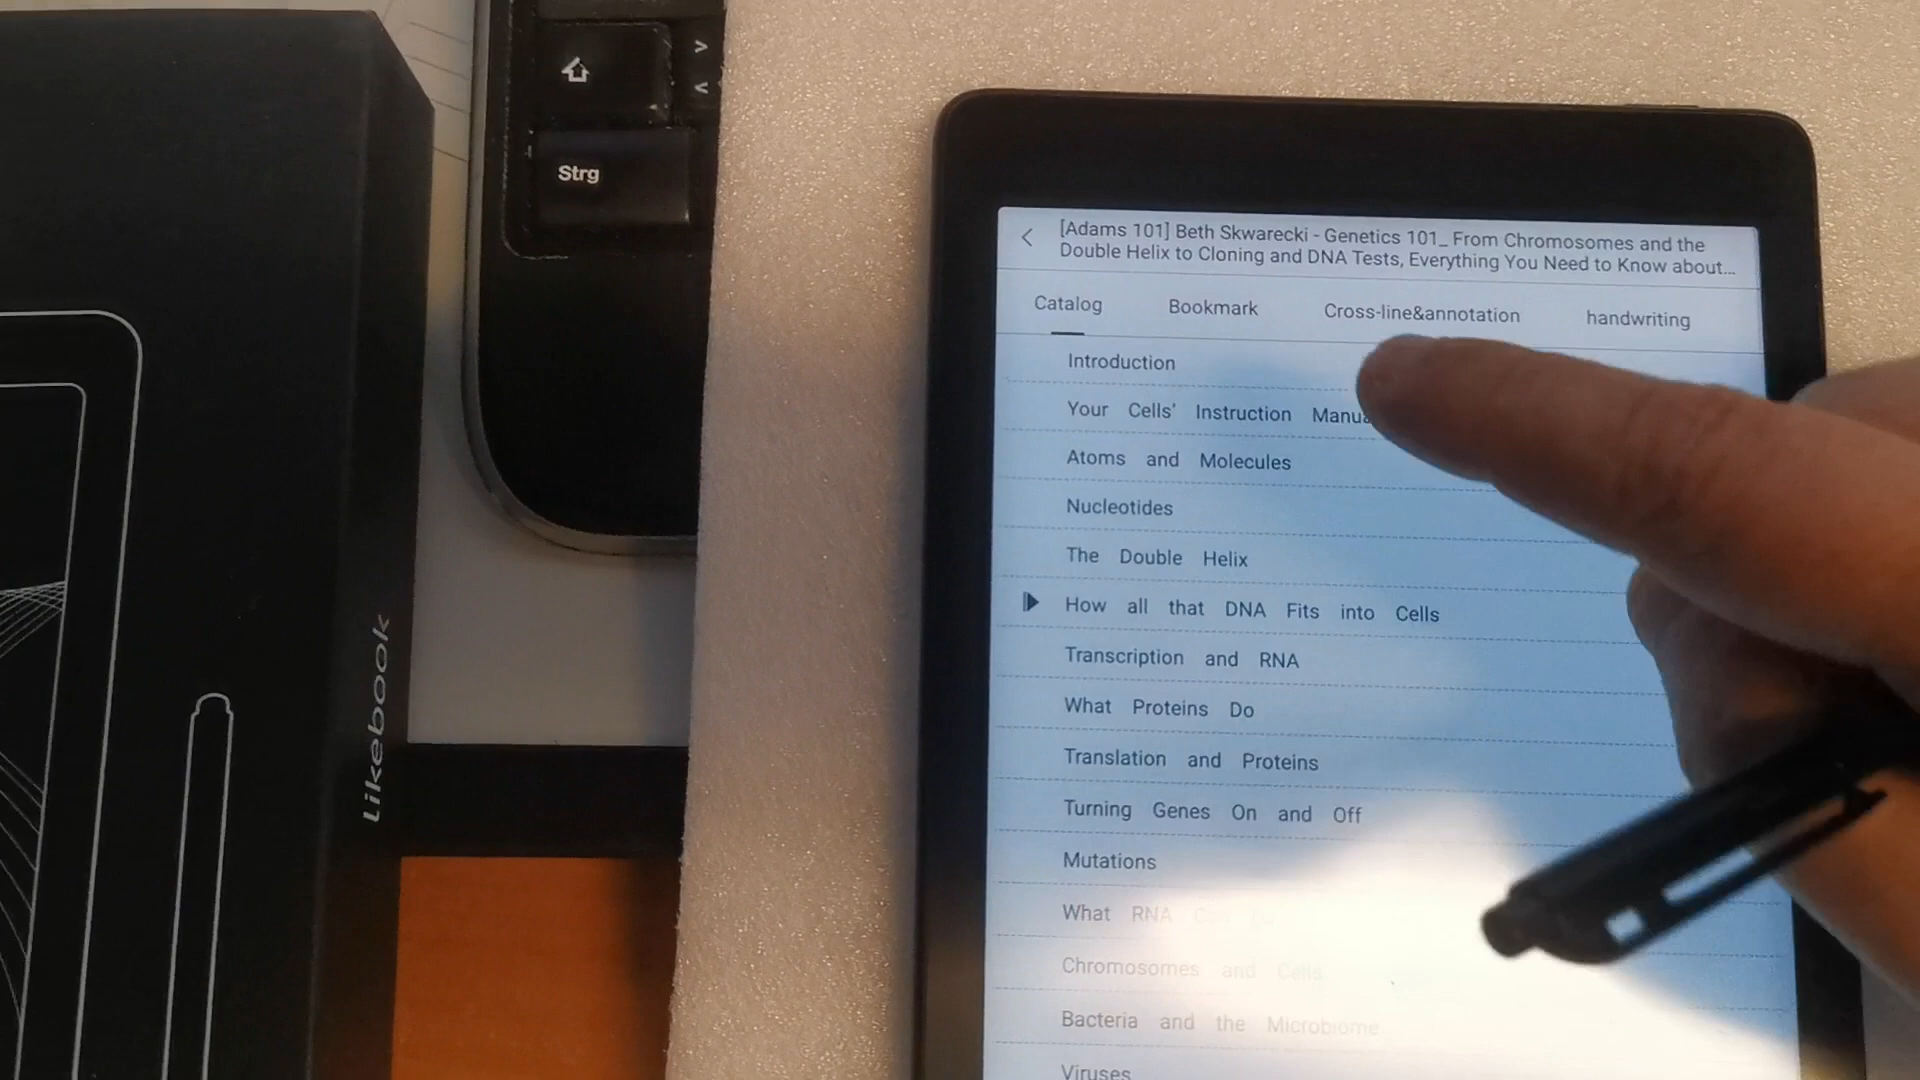 >
<
Strg
Likebook
[Adams 101] Beth Skwarecki - Genetics 101_ From Chromosomes and the
Double Helix to Cloning and DNA Tests, Everything You Need to Know about...
Catalog Bookmark Cross-line&annotation handwriting
Introduction
Your Cells' Instruction
Atoms and Molecules
Nucleotides
The Double Helix
How all that DNA Fits into Cells
Transcription and RNA
What Proteins Do
Translation and Proteins
Turning Genes On and Off
Mutations
What RNA
Chromosomes and Cells
Bacteria and the Microbiome
Viruses